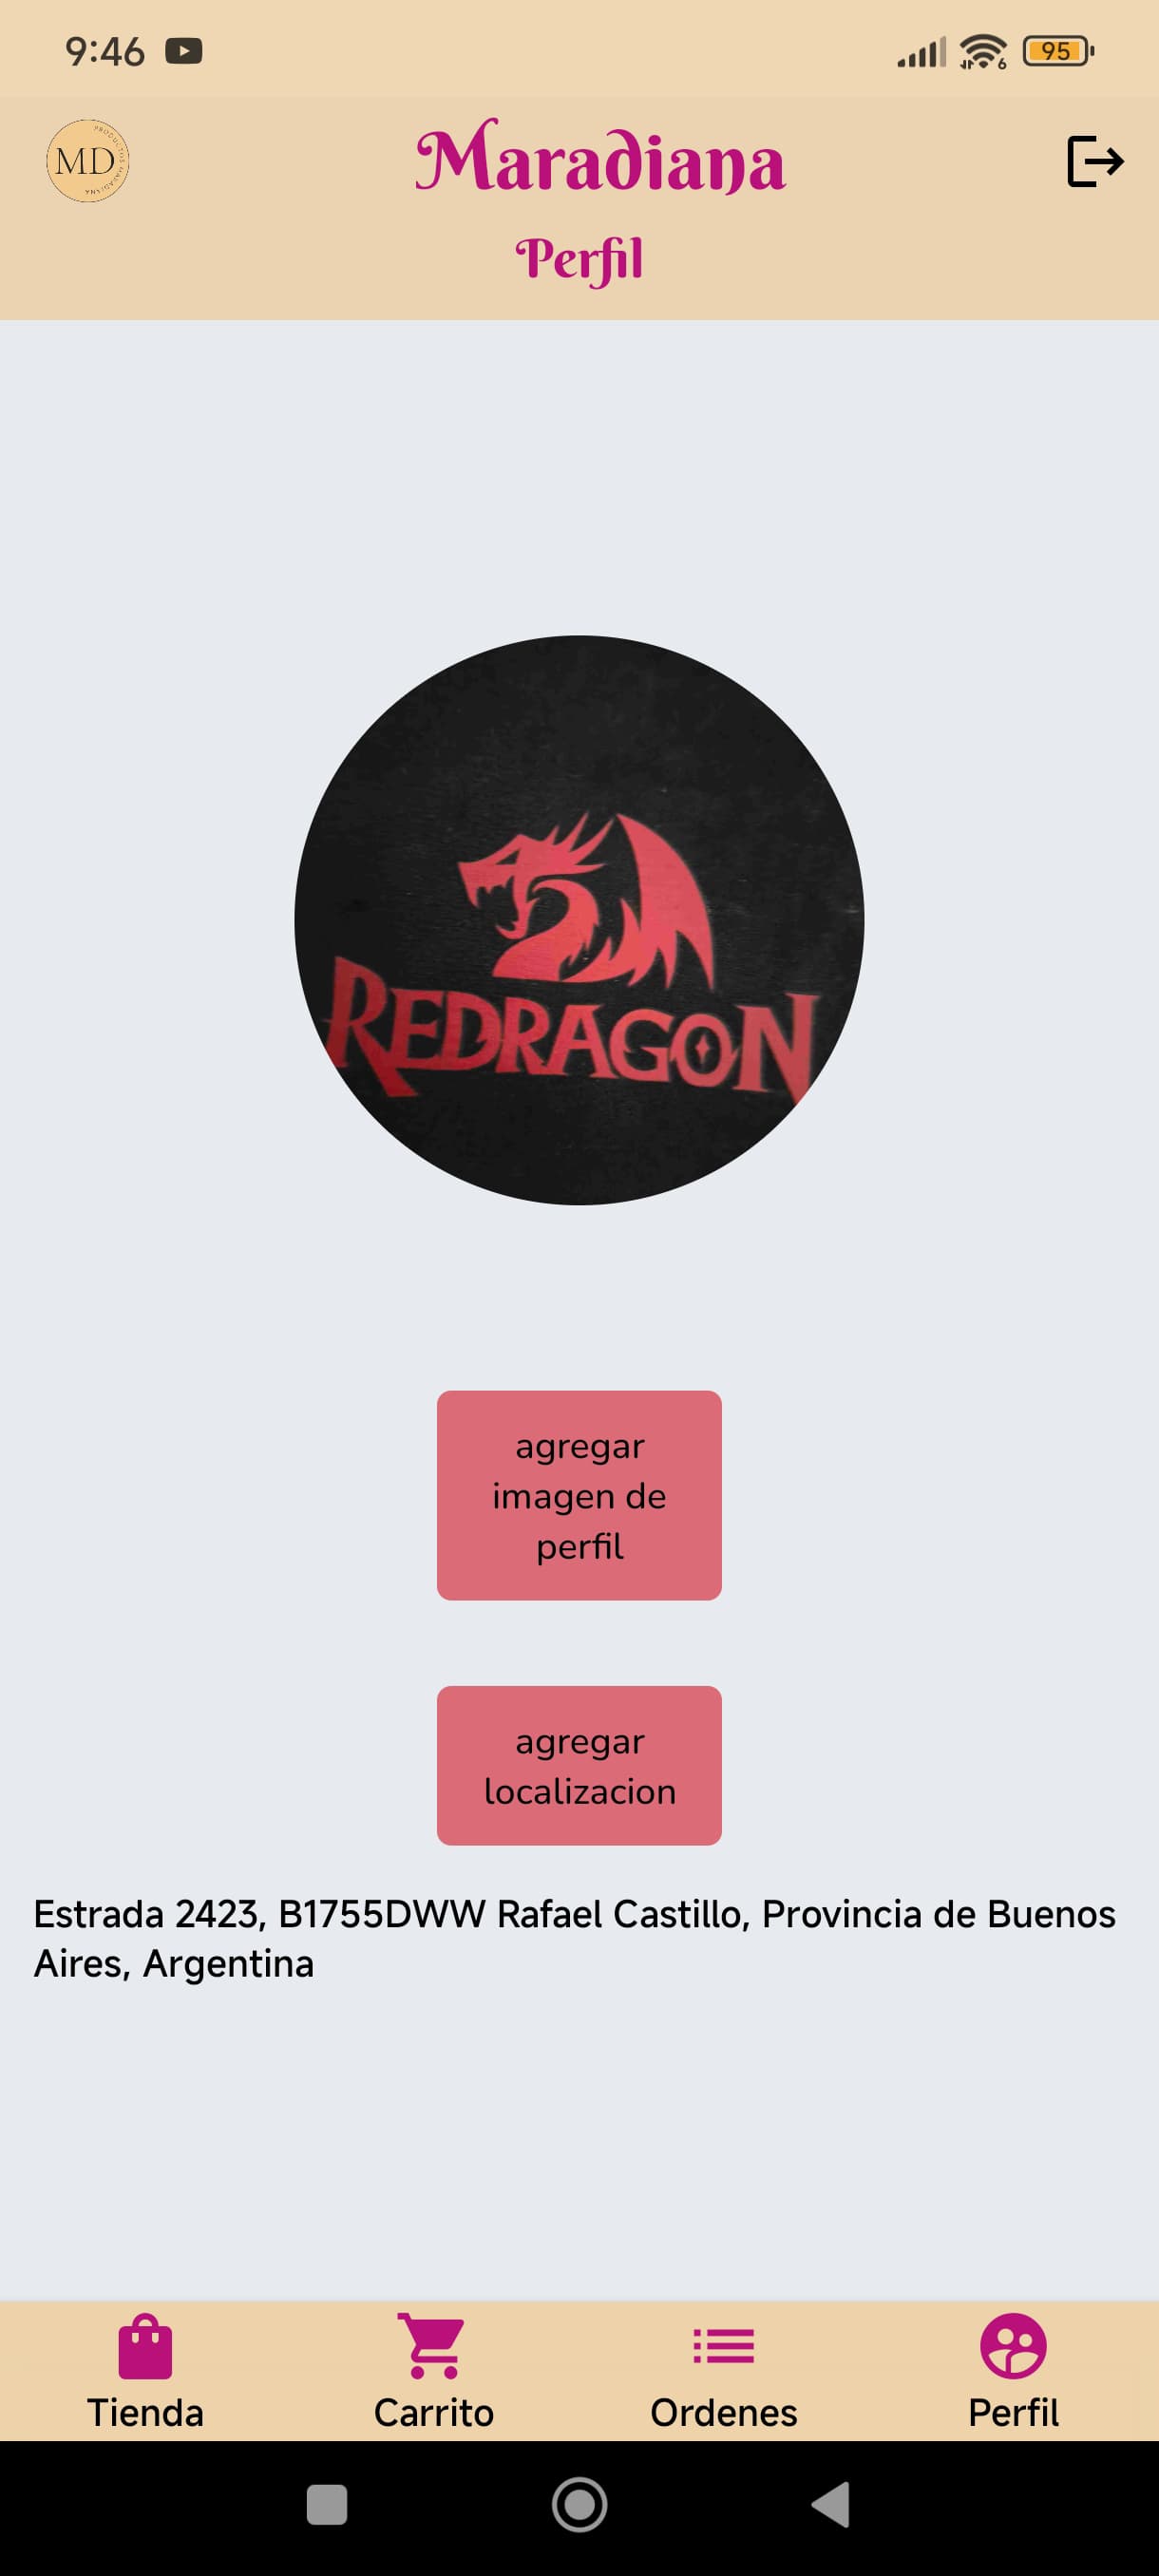 9:46
6
95
MD
PRODUCTOS MARADIANA
Maradiana
Perfil
REDRAGON
agregar
imagen de
perfil
agregar
localizacion
Estrada 2423, B1755DWW Rafael Castillo, Provincia de Buenos
Aires, Argentina
Tienda
Carrito
Ordenes
Perfil